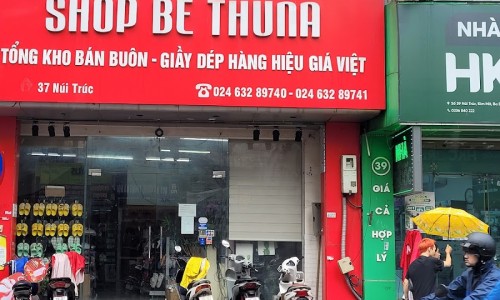 SHOP BÉ THUNA
TỔNG KHO BÁN BUÔN - GIẦY DÉP HÀNG HIỆU GIÁ VIỆT
37 Núi Trúc
024 632 89740 - 024 632 89741
NHÀ
HK
39
GIÁ
CẢ
HỢP
LÝ